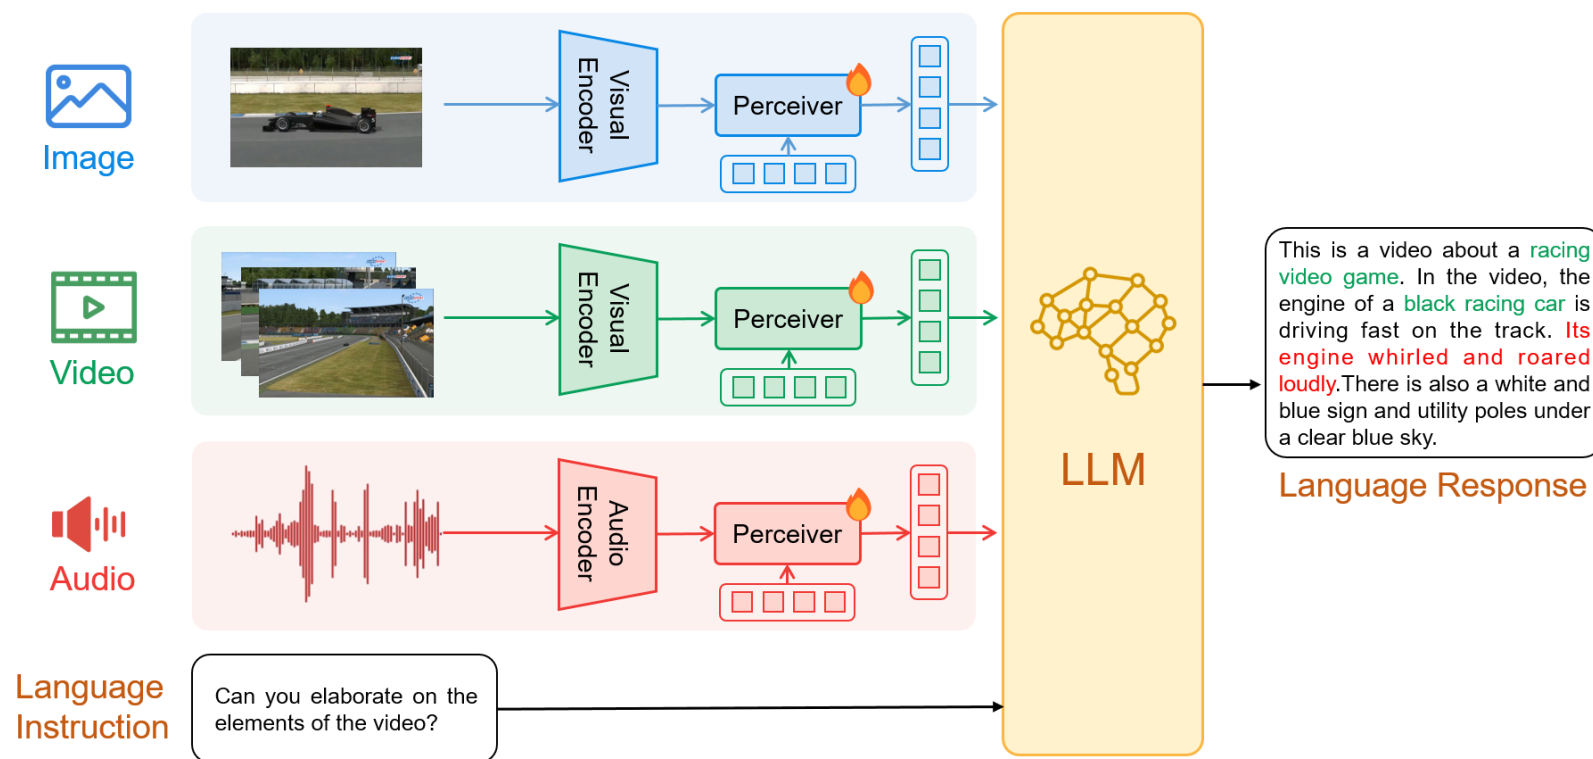 Image
Visual
Encoder
Perceiver
Video
Visual
Encoder
Perceiver
Audio
Audio
Encoder
Perceiver
Language
Instruction
Can you elaborate on the
elements of the video?
LLM
This is a video about a racing
video game. In the video, the
engine of a black racing car is
driving fast on the track. Its
engine whirled and roared
loudly.There is also a white and
blue sign and utility poles under
a clear blue sky.
Language Response